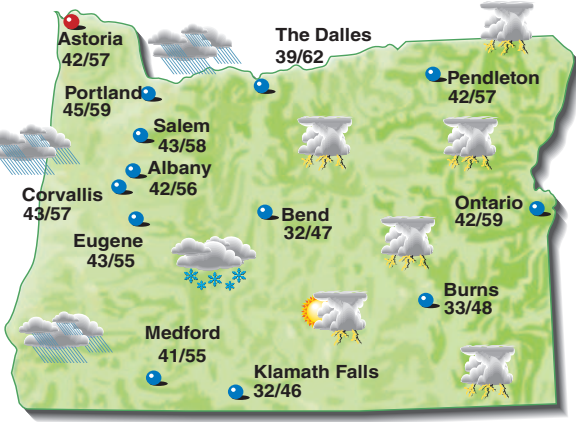 The Dalles
39/62
Astoria
42/57
Pendleton
42/57
Portland
45/59
Salem
43/58
Albany
42/56
Corvallis
43/57
Ontario
42/59
Bend
32/47
Eugene
43/55
Burns
33/48
Medford
41/55
Klamath Falls
32/46